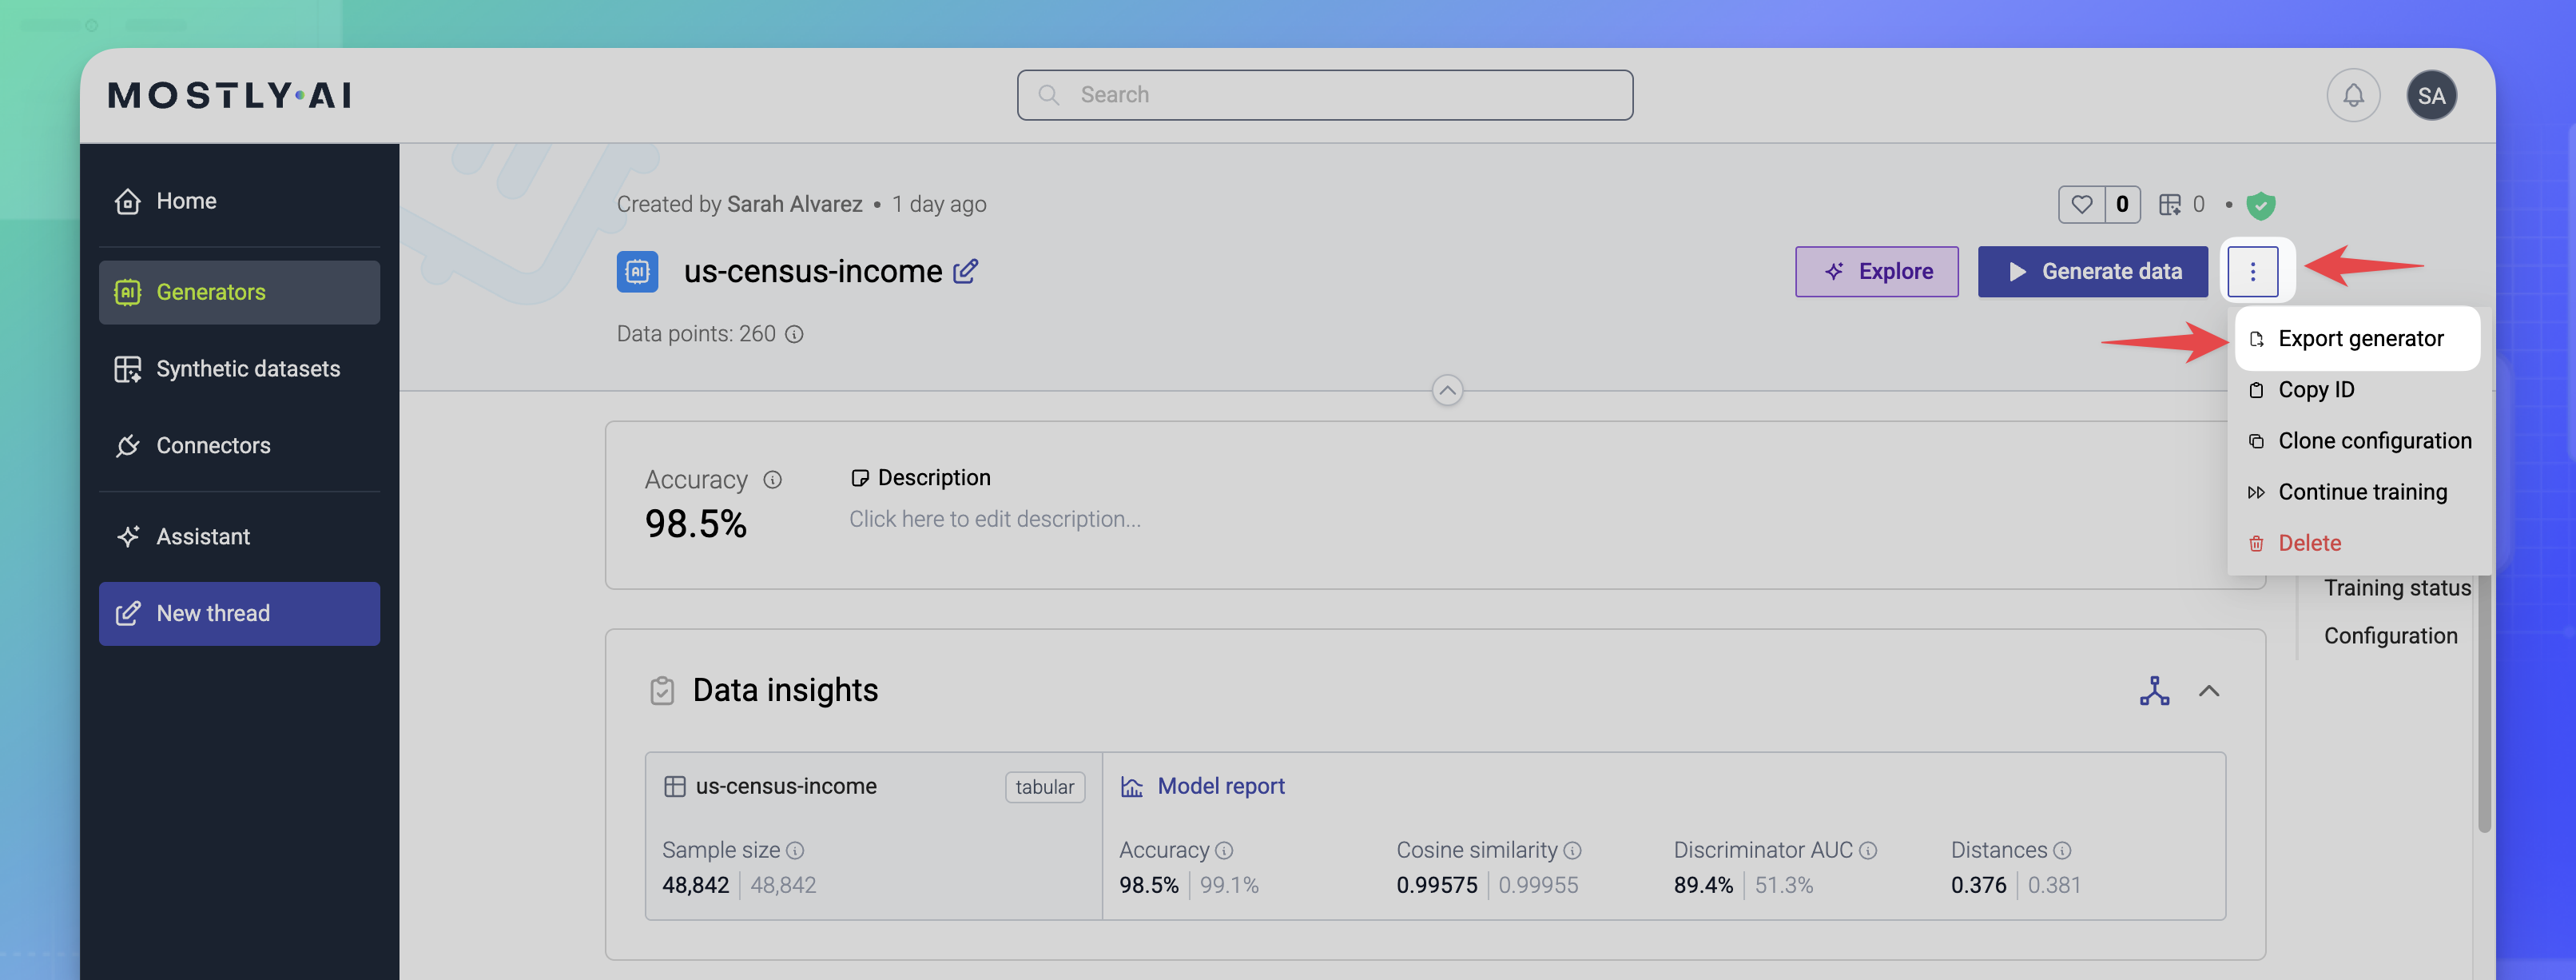 MOSTLY·AI
Search
SA
Home
Generators
Synthetic datasets
Connectors
Assistant
New thread
Created by Sarah Alvarez • 1 day ago
0
0 •
us-census-income
Explore
Generate data
Data points: 260
Export generator
Copy ID
Clone configuration
Continue training
Delete
Accuracy
98.5%
Description
Click here to edit description...
Training status
Configuration
Data insights
us-census-income
tabular
Sample size
48,842 | 48,842
Model report
Accuracy
98.5% | 99.1%
Cosine similarity
0.99575 | 0.99955
Discriminator AUC
89.4% | 51.3%
Distances
0.376 | 0.381